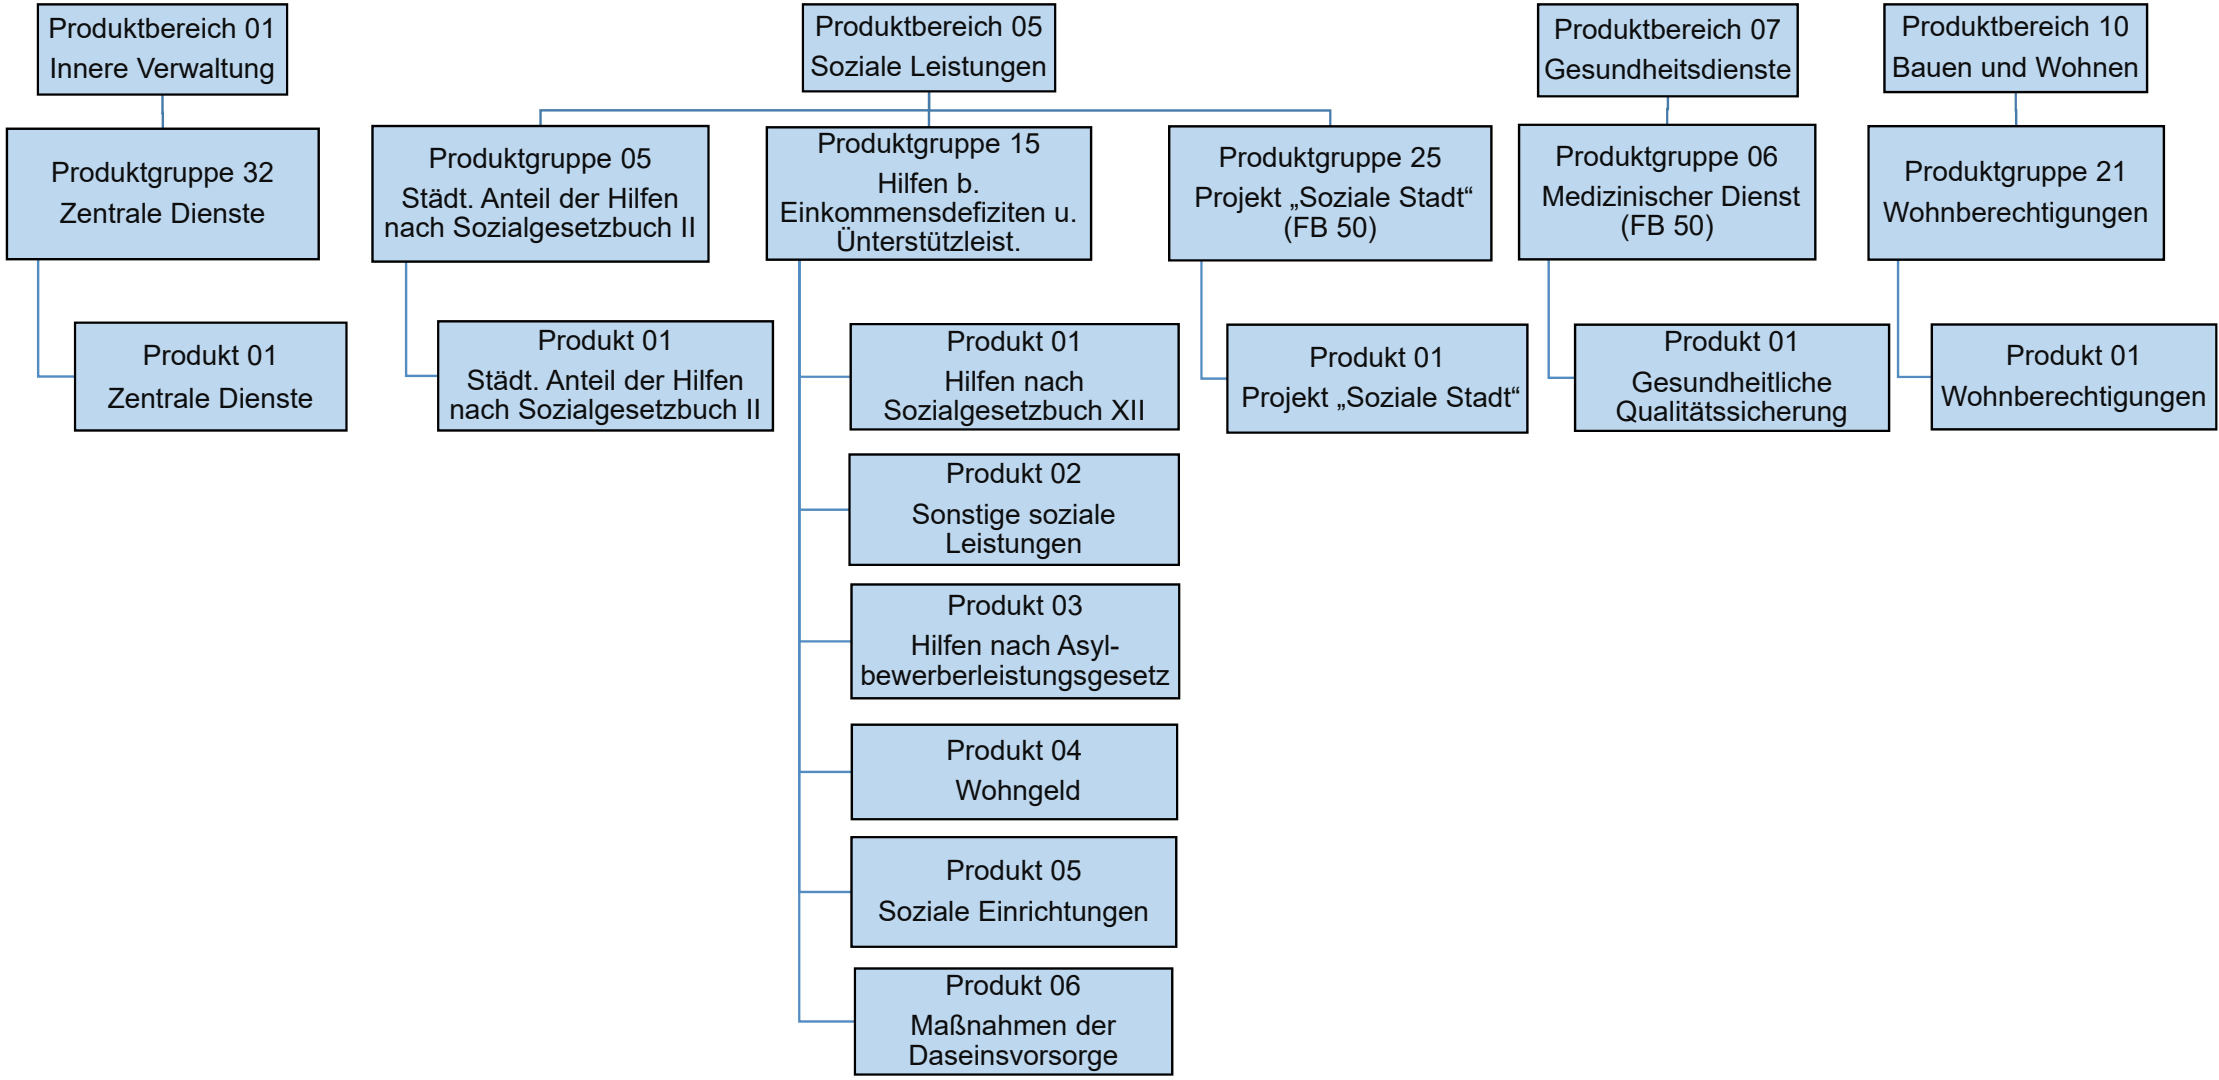 Produktbereich 01
Innere Verwaltung
Produktbereich 05
Soziale Leistungen
Produktbereich 07
Gesundheitsdienste
Produktbereich 10
Bauen und Wohnen
Produktgruppe 32
Zentrale Dienste
Produktgruppe 05
Städt. Anteil der Hilfen
nach Sozialgesetzbuch II
Produktgruppe 15
Hilfen b.
Einkommensdefiziten u.
Ünterstützleist.
Produktgruppe 25
Projekt „Soziale Stadt“
(FB 50)
Produktgruppe 06
Medizinischer Dienst
(FB 50)
Produktgruppe 21
Wohnberechtigungen
Produkt 01
Zentrale Dienste
Produkt 01
Städt. Anteil der Hilfen
nach Sozialgesetzbuch II
Produkt 01
Hilfen nach
Sozialgesetzbuch XII
Produkt 01
Projekt „Soziale Stadt“
Produkt 01
Gesundheitliche
Qualitätssicherung
Produkt 01
Wohnberechtigungen
Produkt 02
Sonstige soziale
Leistungen
Produkt 03
Hilfen nach Asyl-
bewerberleistungsgesetz
Produkt 04
Wohngeld
Produkt 05
Soziale Einrichtungen
Produkt 06
Maßnahmen der
Daseinsvorsorge